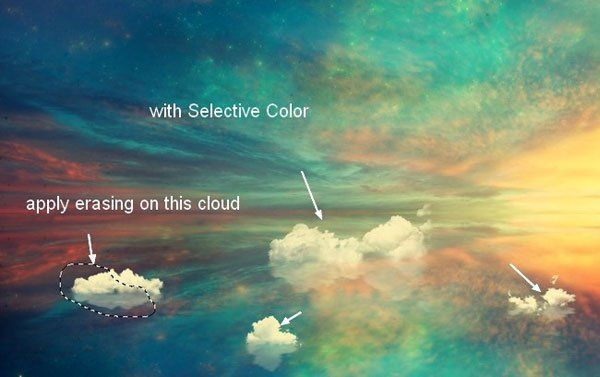 with Selective Color
apply erasing on this cloud